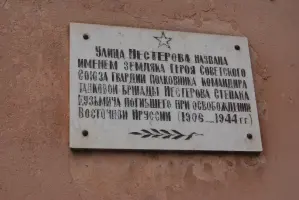 Улица Нестерова названа
именем земляка Героя Советского
Союза гвардии полковника командира
танковой бригады Нестерова Степана
Кузьмича погибшего при освобождении
Восточной Пруссии (1906—1944 гг.)